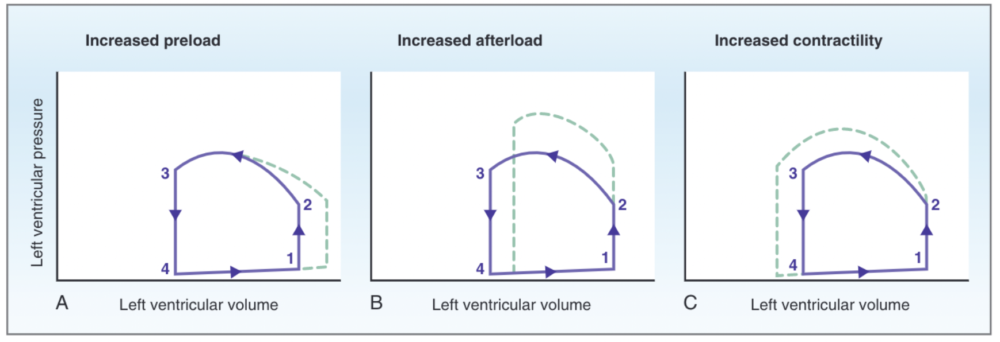 Increased preload
Increased afterload
Increased contractility
Left ventricular pressure
3
2
1
4
3
2
1
4
3
2
1
4
A
Left ventricular volume
B
Left ventricular volume
C
Left ventricular volume